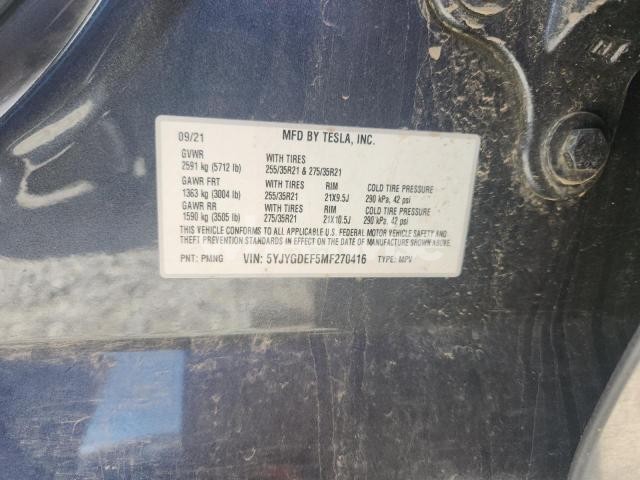 09/21 MFD BY TESLA, INC.
GVWR WITH TIRES
2591 kg (5712 lb) 255/35R21 & 275/35R21
GAWR FRT WITH TIRES RIM COLD TIRE PRESSURE
1363 kg (3004 lb) 255/35R21 21X9.5J 290 kPa, 42 psi
GAWR RR WITH TIRES RIM COLD TIRE PRESSURE
1590 kg (3505 lb) 275/35R21 21X10.5J 290 kPa, 42 psi
THIS VEHICLE CONFORMS TO ALL APPLICABLE U.S. FEDERAL MOTOR VEHICLE SAFETY AND
THEFT PREVENTION STANDARDS IN EFFECT ON THE DATE OF MANUFACTURE SHOWN ABOVE.
PNT: PMNG VIN: 5YJYGDEF5MF270416 TYPE: MPV